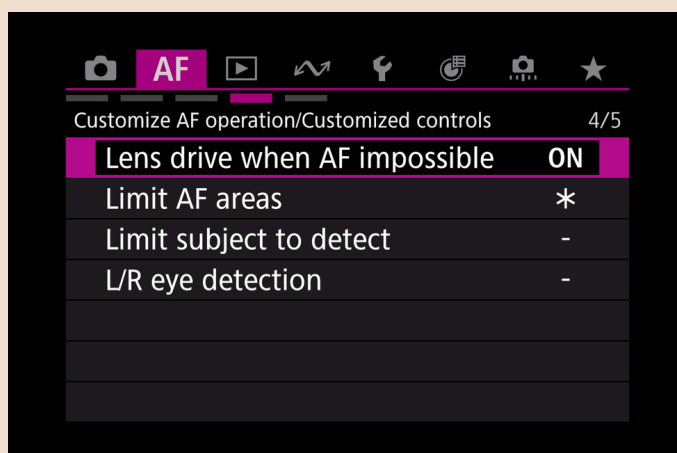 AF
Customize AF operation/Customized controls 4/5
Lens drive when AF impossible ON
Limit AF areas *
Limit subject to detect -
L/R eye detection -